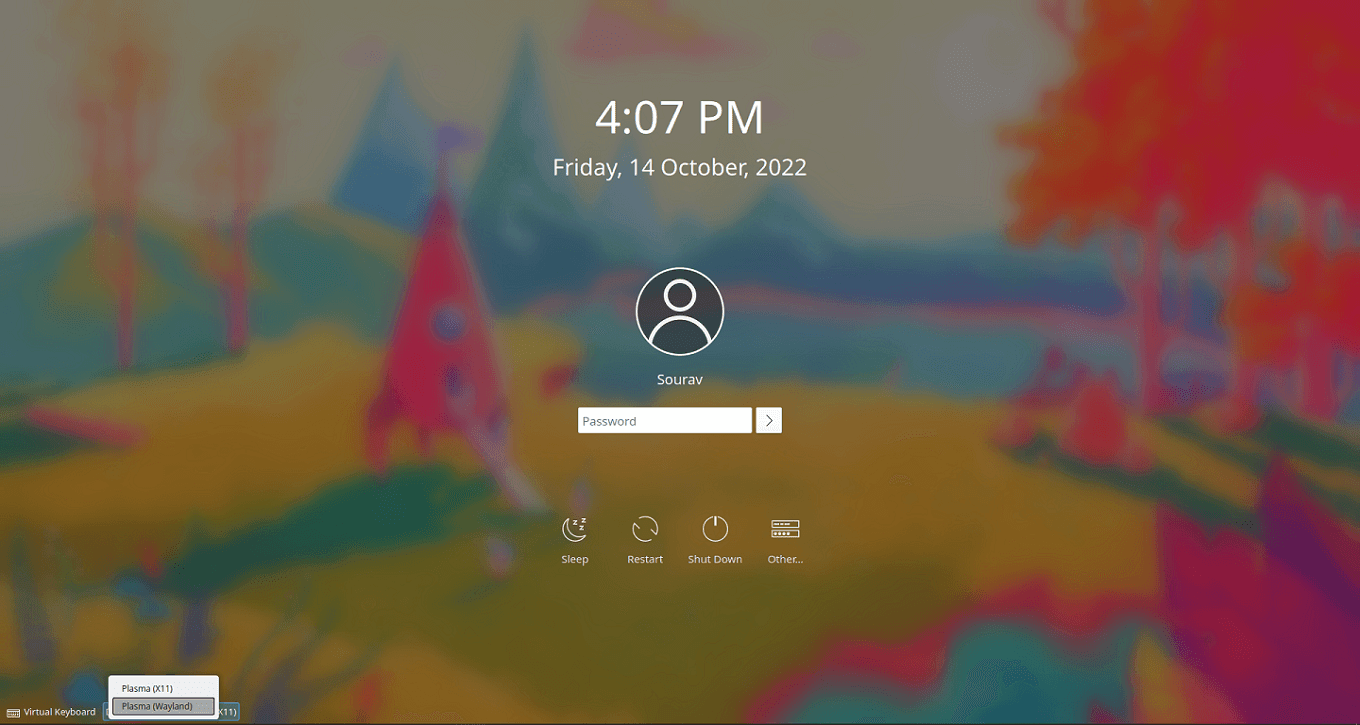 4:07 PM
Friday, 14 October, 2022
Sourav
Password
Sleep
Restart
Shut Down
Other...
Plasma (X11)
Plasma (Wayland)
Virtual Keyboard
X11)